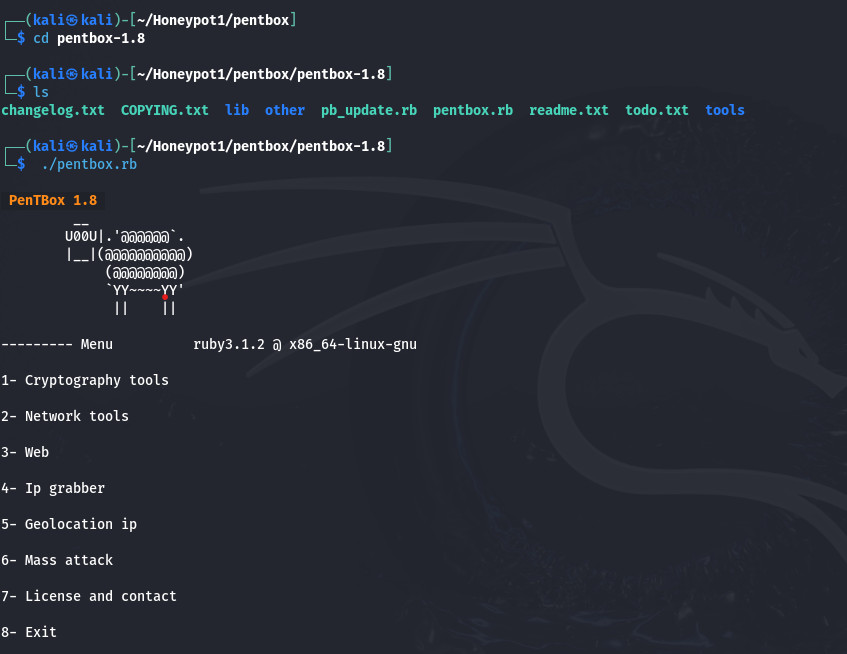 ┌──(kali㉿kali)-[~/Honeypot1/pentbox]
└─$ cd pentbox-1.8
┌──(kali㉿kali)-[~/Honeypot1/pentbox/pentbox-1.8]
└─$ ls
changelog.txt  COPYING.txt  lib  other  pb_update.rb  pentbox.rb  readme.txt  todo.txt  tools
┌──(kali㉿kali)-[~/Honeypot1/pentbox/pentbox-1.8]
└─$  ./pentbox.rb
 PenTBox 1.8
         __
        U00U|.'@@@@@@`.
        |__|(@@@@@@@@@@)
             (@@@@@@@@)
             `YY~~~~YY'
              ||    ||
--------- Menu          ruby3.1.2 @ x86_64-linux-gnu
1- Cryptography tools
2- Network tools
3- Web
4- Ip grabber
5- Geolocation ip
6- Mass attack
7- License and contact
8- Exit